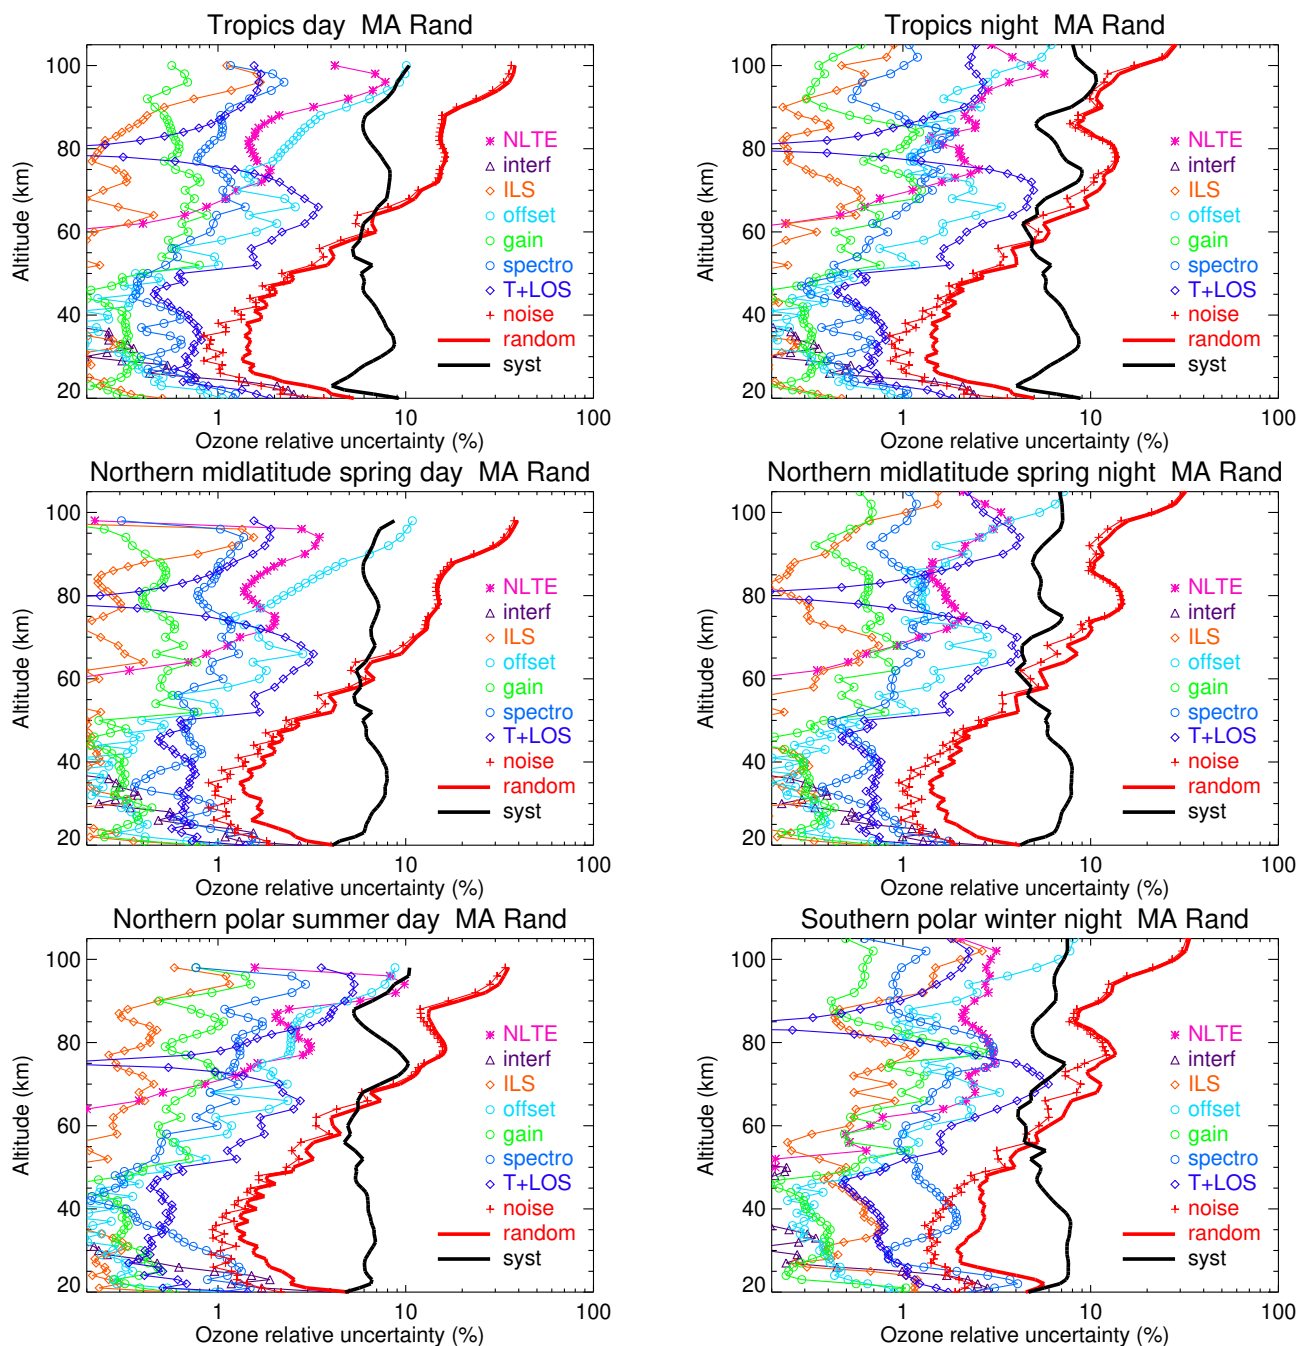 Tropics day  MA Rand
Altitude (km)
100
80
60
40
20
NLTE
interf
ILS
offset
gain
spectro
T+LOS
noise
random
syst
1
10
100
Ozone relative uncertainty (%)
Tropics night  MA Rand
Altitude (km)
100
80
60
40
20
NLTE
interf
ILS
offset
gain
spectro
T+LOS
noise
random
syst
1
10
100
Ozone relative uncertainty (%)
Northern midlatitude spring day  MA Rand
Altitude (km)
100
80
60
40
20
NLTE
interf
ILS
offset
gain
spectro
T+LOS
noise
random
syst
1
10
100
Ozone relative uncertainty (%)
Northern midlatitude spring night  MA Rand
Altitude (km)
100
80
60
40
20
NLTE
interf
ILS
offset
gain
spectro
T+LOS
noise
random
syst
1
10
100
Ozone relative uncertainty (%)
Northern polar summer day  MA Rand
Altitude (km)
100
80
60
40
20
NLTE
interf
ILS
offset
gain
spectro
T+LOS
noise
random
syst
1
10
100
Ozone relative uncertainty (%)
Southern polar winter night  MA Rand
Altitude (km)
100
80
60
40
20
NLTE
interf
ILS
offset
gain
spectro
T+LOS
noise
random
syst
1
10
100
Ozone relative uncertainty (%)